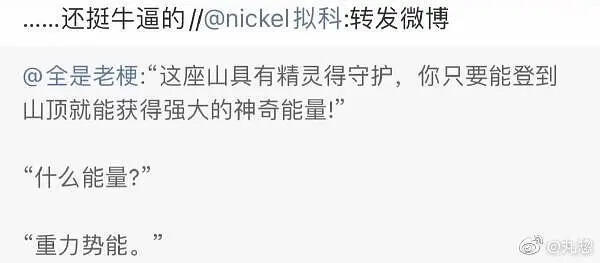 ……还挺牛逼的//@nickel拟科:转发微博
@全是老梗:“这座山具有精灵得守护，你只要能登到
山顶就能获得强大的神奇能量!”
“什么能量?”
“重力势能。”